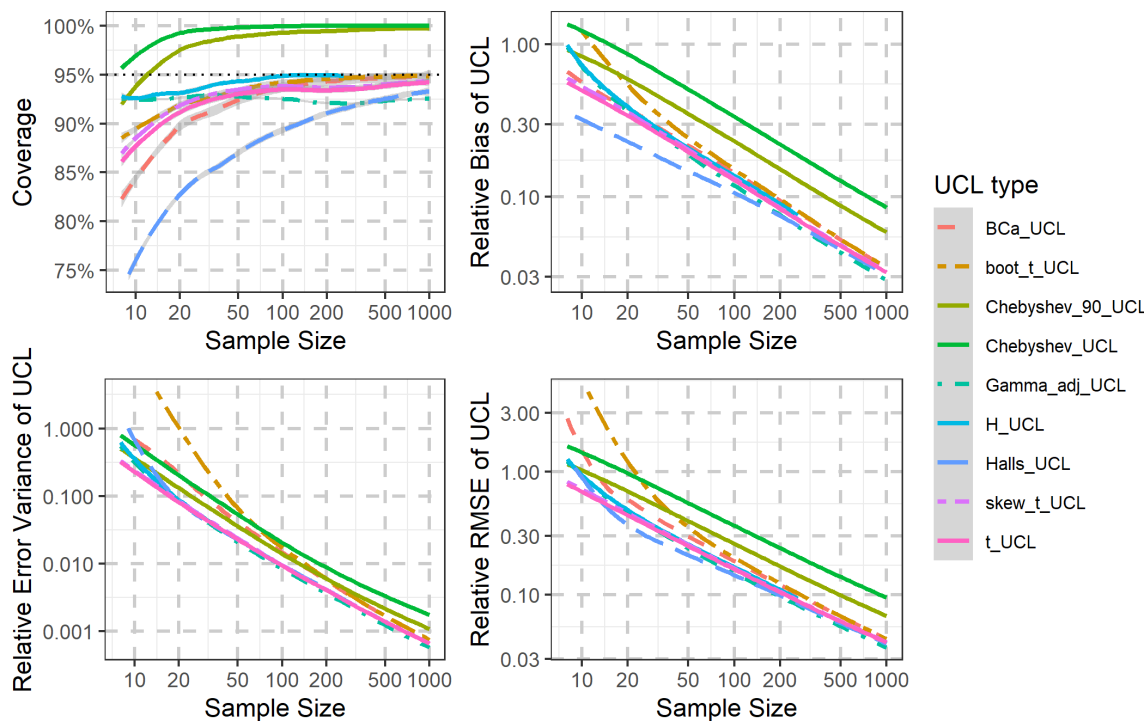 100%
95%
90%
85%
80%
75%
Coverage
10 20 50 100 200 500 1000
Sample Size
1.00
0.30
0.10
0.03
Relative Bias of UCL
10 20 50 100 200 500 1000
Sample Size
1.000
0.100
0.010
0.001
Relative Error Variance of UCL
10 20 50 100 200 500 1000
Sample Size
3.00
1.00
0.30
0.10
0.03
Relative RMSE of UCL
10 20 50 100 200 500 1000
Sample Size
UCL type
BCa_UCL
boot_t_UCL
Chebyshev_90_UCL
Chebyshev_UCL
Gamma_adj_UCL
H_UCL
Halls_UCL
skew_t_UCL
t_UCL